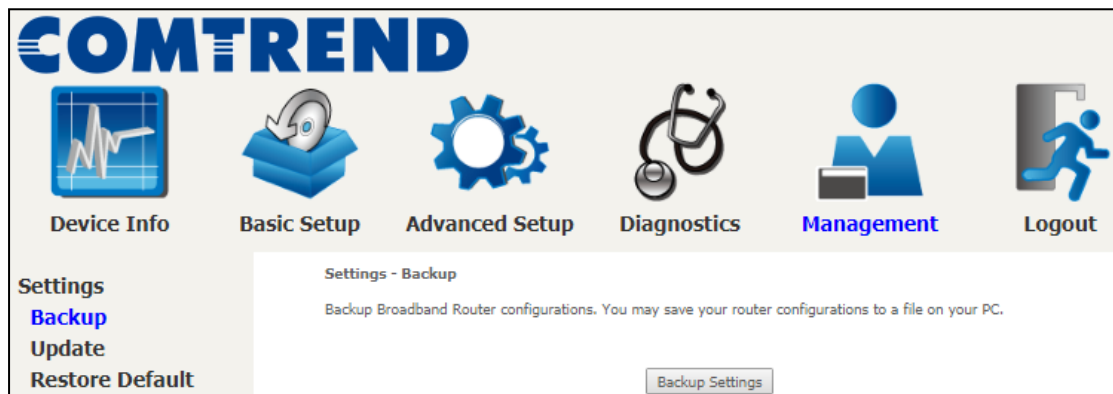 COMTREND
Device Info
Basic Setup
Advanced Setup
Diagnostics
Management
Logout
Settings
Backup
Update
Restore Default
Settings - Backup
Backup Broadband Router configurations. You may save your router configurations to a file on your PC.
Backup Settings